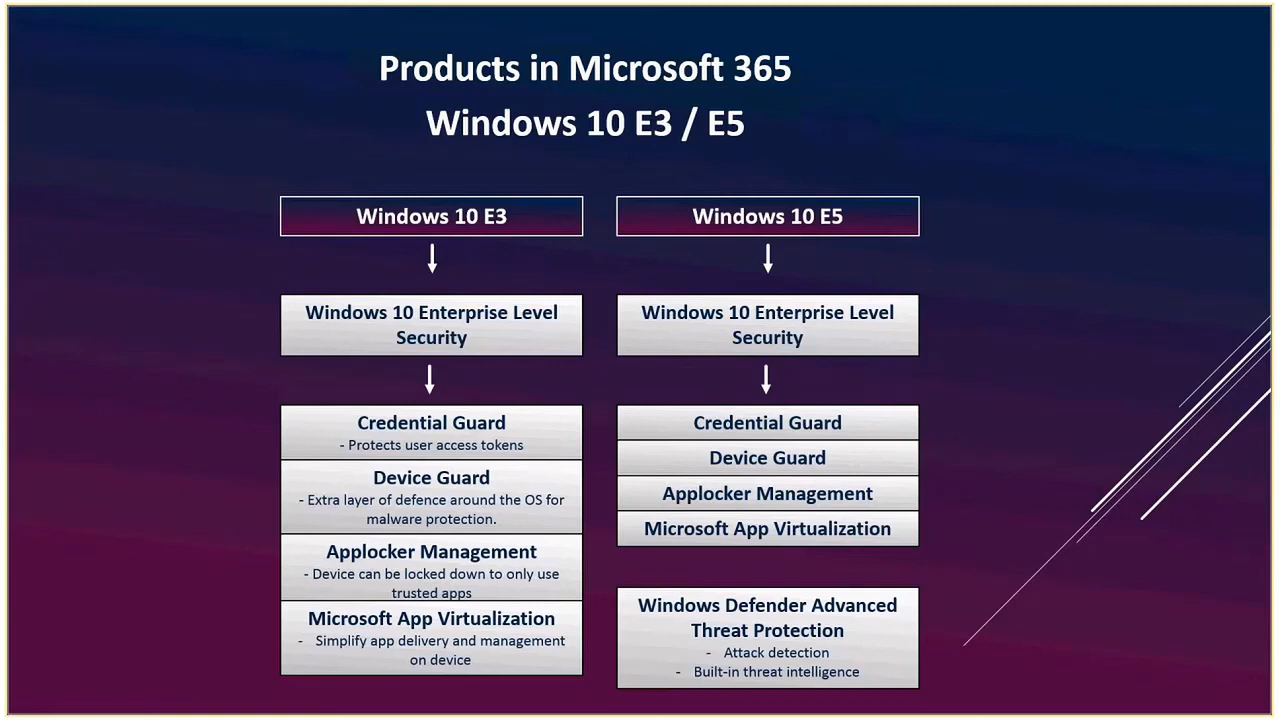 Products in Microsoft 365
Windows 10 E3 / E5
Windows 10 E3
Windows 10 Enterprise Level
Security
Credential Guard
- Protects user access tokens
Device Guard
- Extra layer of defence around the OS for
malware protection.
Applocker Management
- Device can be locked down to only use
trusted apps
Microsoft App Virtualization
- Simplify app delivery and management
on device
Windows 10 E5
Windows 10 Enterprise Level
Security
Credential Guard
Device Guard
Applocker Management
Microsoft App Virtualization
Windows Defender Advanced
Threat Protection
- Attack detection
- Built-in threat intelligence